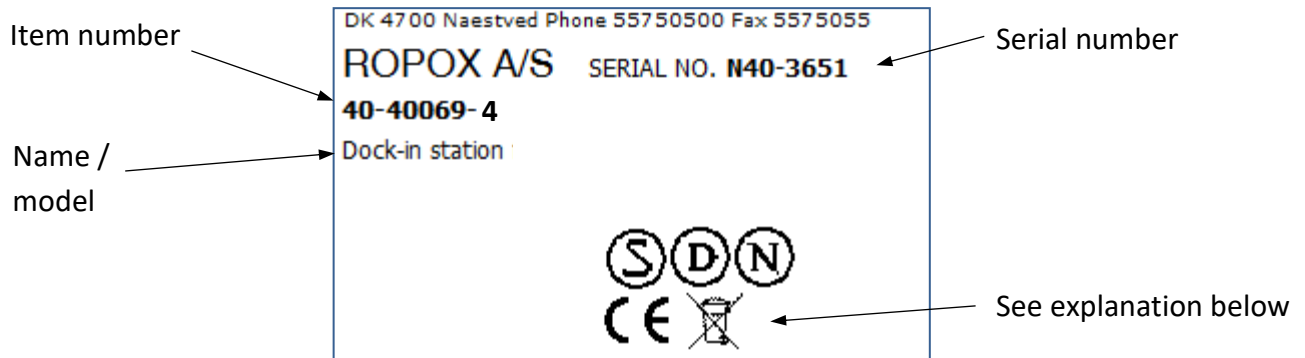 DK 4700 Naestved Phone 55750500 Fax 5575055
Item number
Serial number
ROPOX A/S SERIAL NO. N40-3651
40-40069-4
Name /
model
Dock-in station
S D N
CE
See explanation below